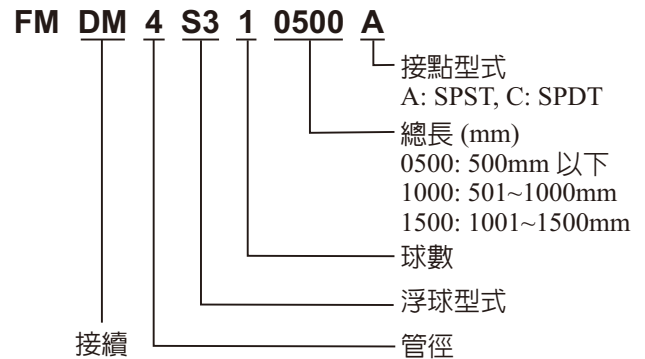 FM DM 4 S3 1 0500 A
接點型式
A: SPST, C: SPDT
總長 (mm)
0500: 500mm 以下
1000: 501~1000mm
1500: 1001~1500mm
球數
浮球型式
接續
管徑